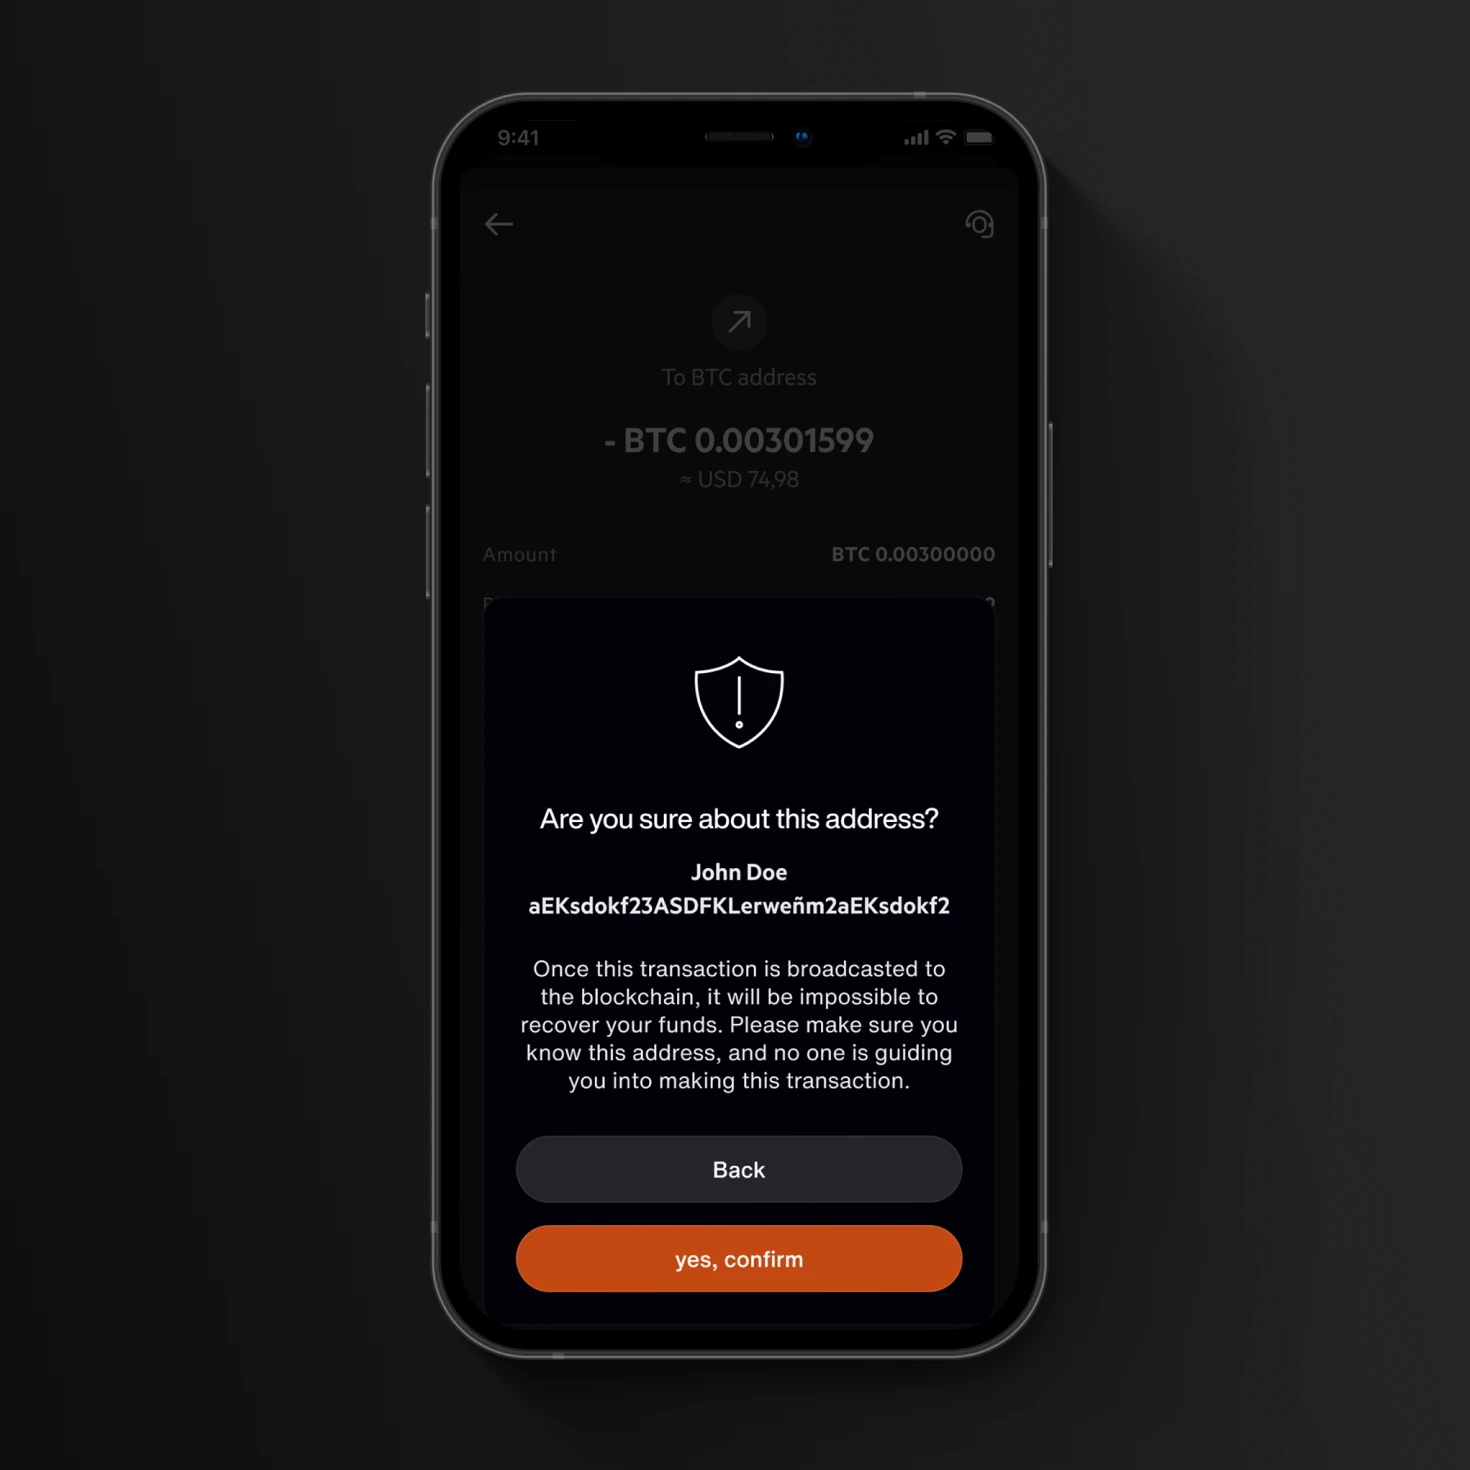 9:41
To BTC address
- BTC 0.00301599
≈ USD 74,98
Amount
BTC 0.00300000
Are you sure about this address?
John Doe
aEKsdokf23ASDFKLerweñm2aEKsdokf2
Once this transaction is broadcasted to
the blockchain, it will be impossible to
recover your funds. Please make sure you
know this address, and no one is guiding
you into making this transaction.
Back
yes, confirm